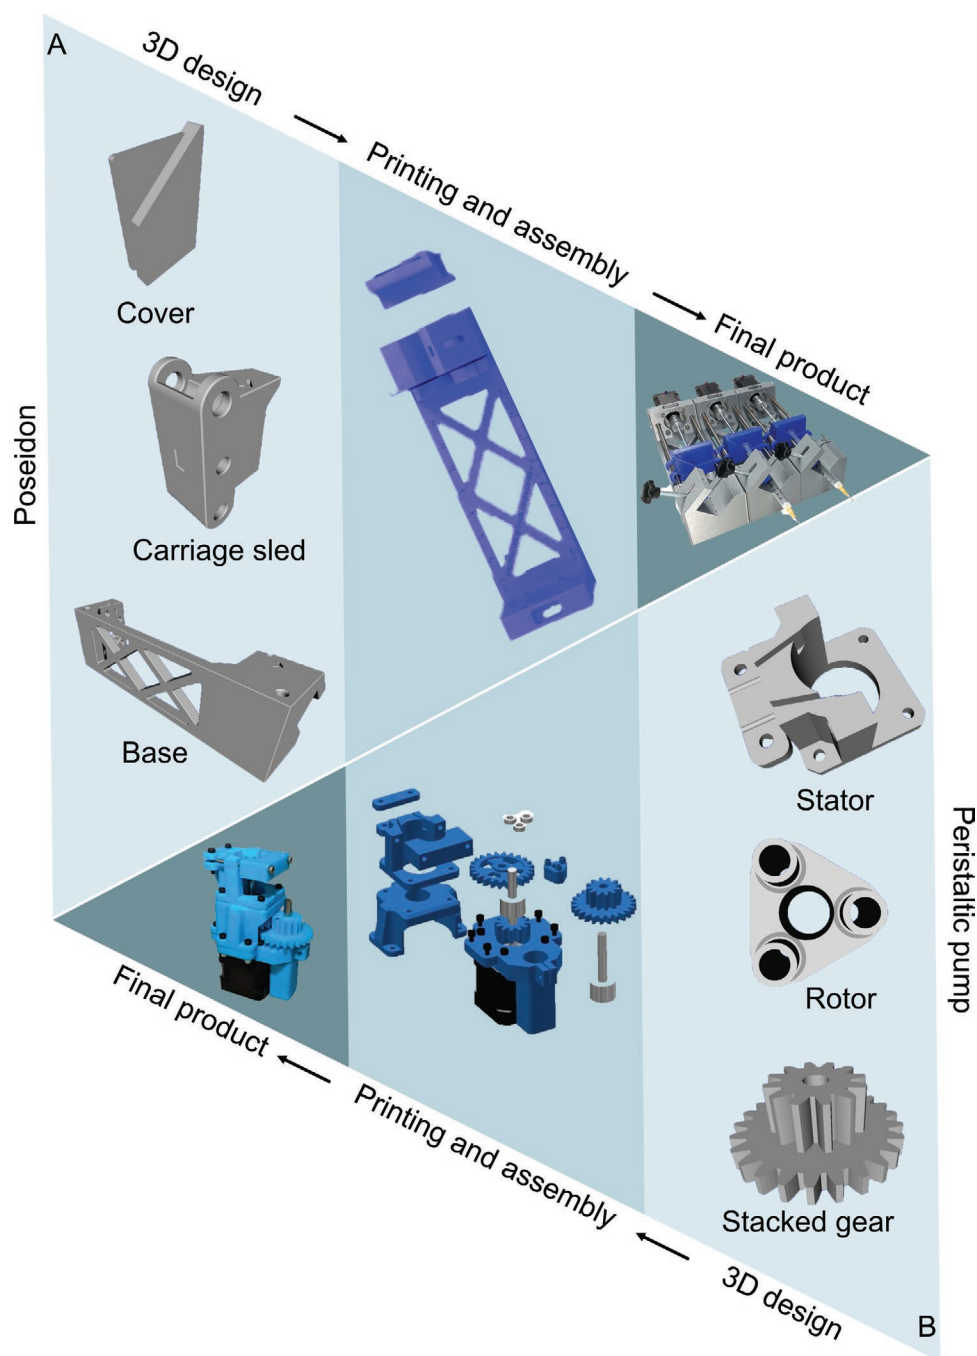 A
3D design
Printing and assembly
Final product
Poseidon
Cover
Carriage sled
Base
L
Stator
Rotor
Stacked gear
Peristaltic pump
Final product
Printing and assembly
3D design
B